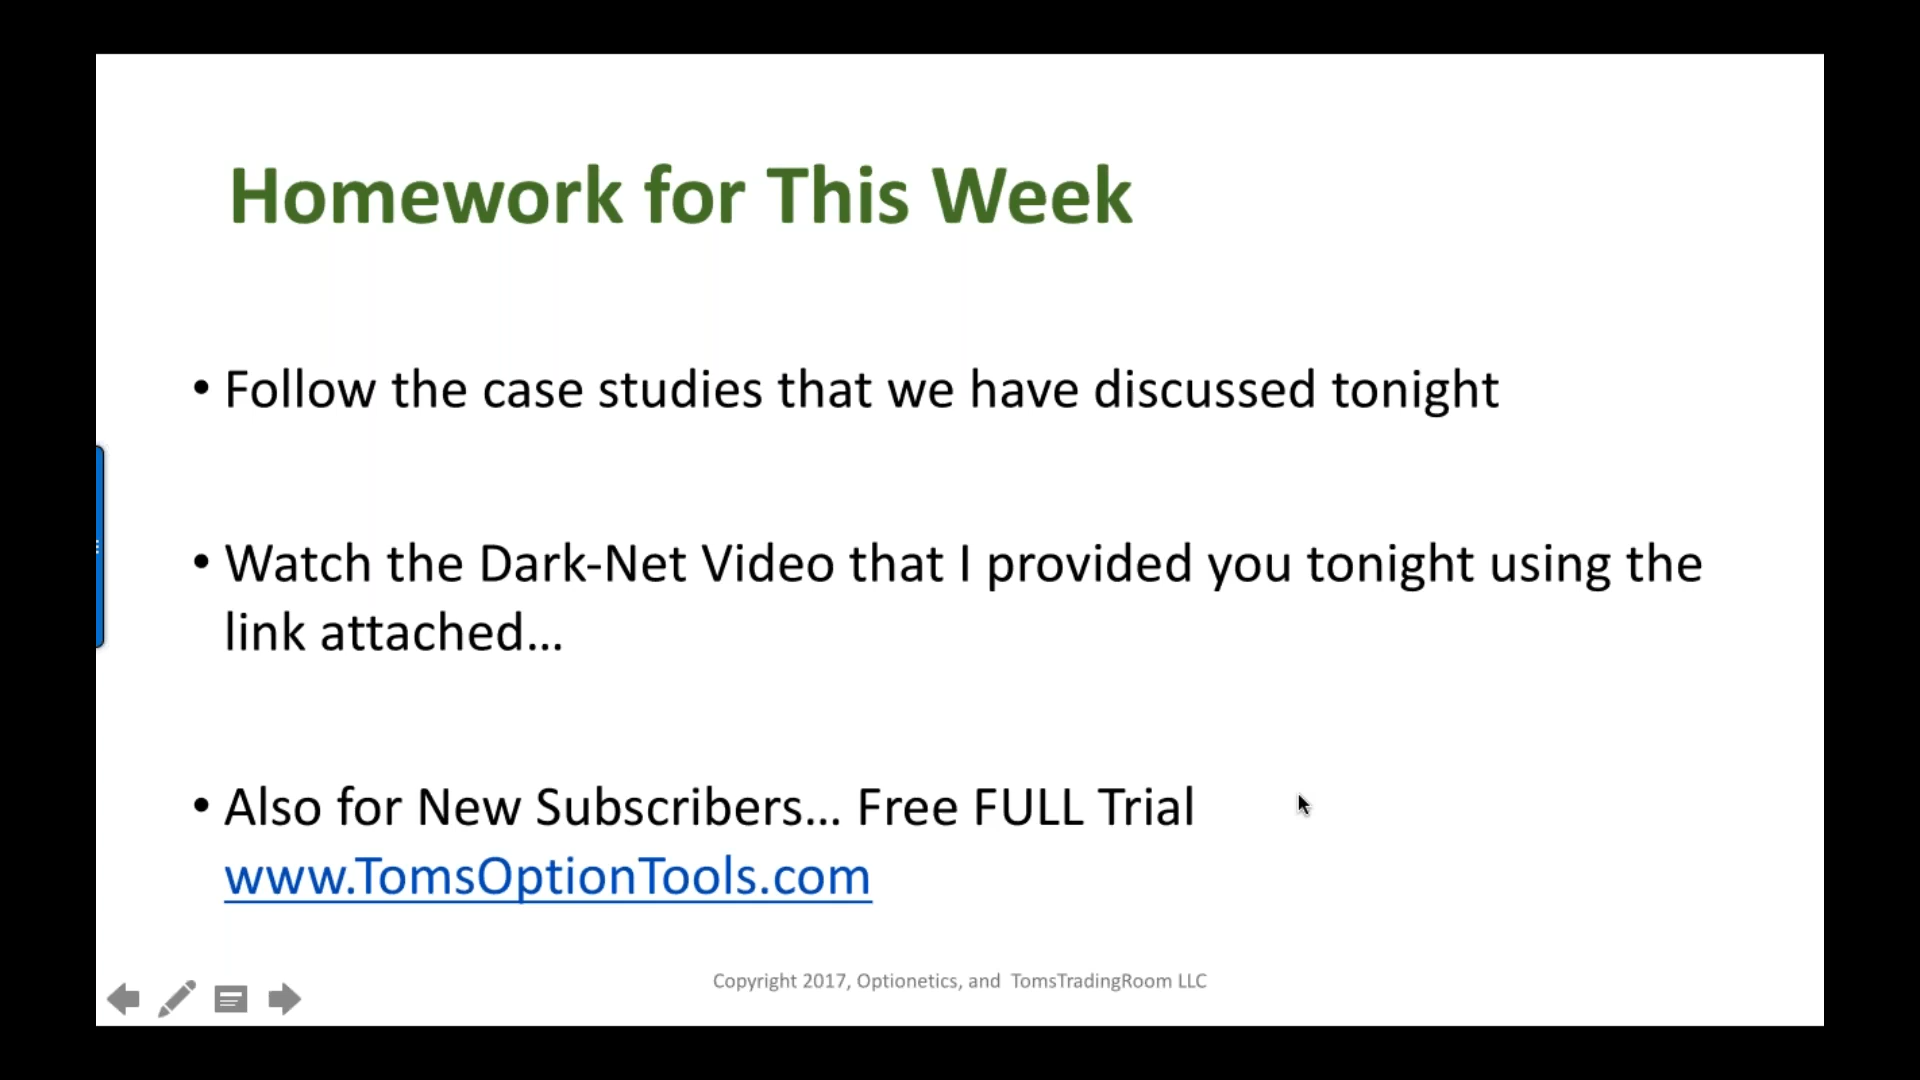 Homework for This Week
• Follow the case studies that we have discussed tonight
• Watch the Dark-Net Video that I provided you tonight using the
link attached...
• Also for New Subscribers... Free FULL Trial
www.TomsOptionTools.com
Copyright 2017, Optionetics, and TomsTradingRoom LLC